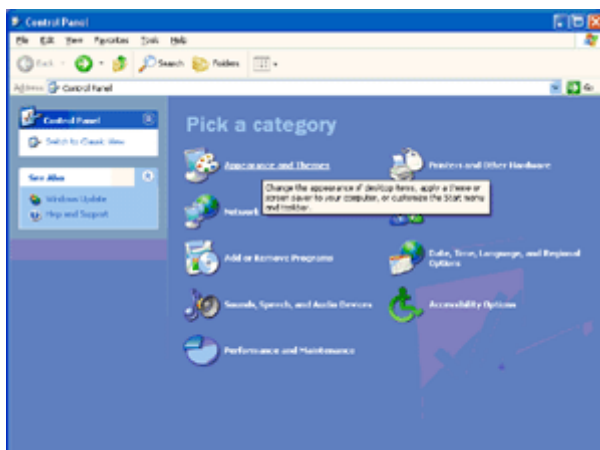 Control Panel
File Edit View Favorites Tools Help
Back Search Folders
Address Control Panel Go
Control Panel
Switch to Classic View
See Also
Windows Update
Help and Support
Pick a category
Appearance and Themes
Printers and Other Hardware
Change the appearance of desktop items, apply a theme or
screen saver to your computer, or customize the Start menu
and taskbar.
Network
Add or Remove Programs
Date, Time, Language, and Regional
Options
Sounds, Speech, and Audio Devices
Accessibility Options
Performance and Maintenance